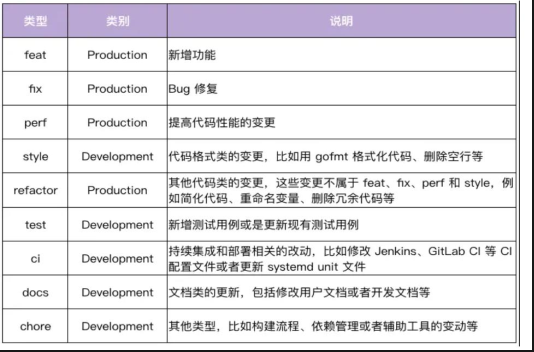 类型 类别 说明
feat Production 新增功能
fix Production Bug 修复
perf Production 提高代码性能的变更
style Development 代码格式类的变更，比如用 gofmt 格式化代码、删除空行等
refactor Production 其他代码类的变更，这些变更不属于 feat、fix、perf 和 style，例
如简化代码、重命名变量、删除冗余代码等
test Development 新增测试用例或是更新现有测试用例
ci Development 持续集成和部署相关的改动，比如修改 Jenkins、GitLab CI 等 CI
配置文件或者更新 systemd unit 文件
docs Development 文档类的更新，包括修改用户文档或者开发文档等
chore Development 其他类型，比如构建流程、依赖管理或者辅助工具的变动等